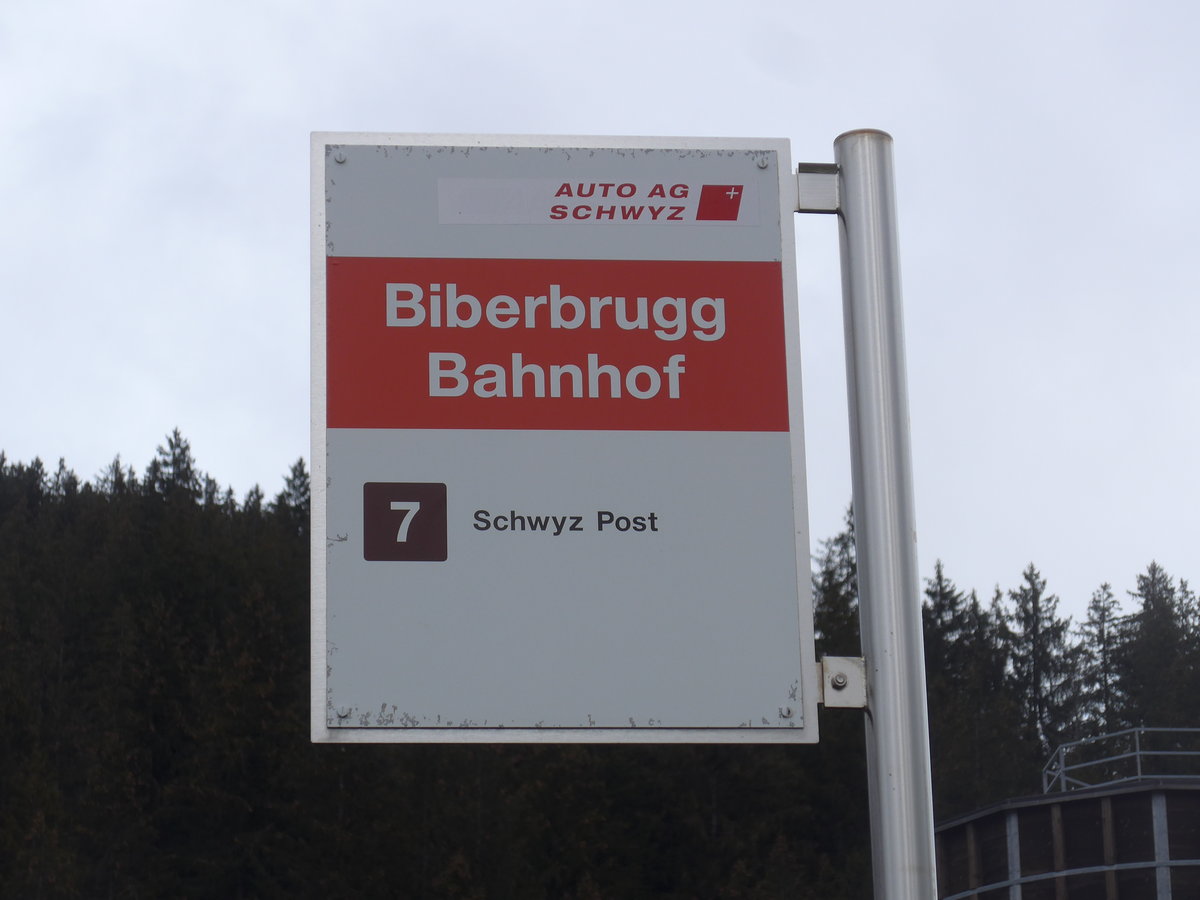 AUTO AG
SCHWYZ
Biberbrugg
Bahnhof
7 Schwyz Post